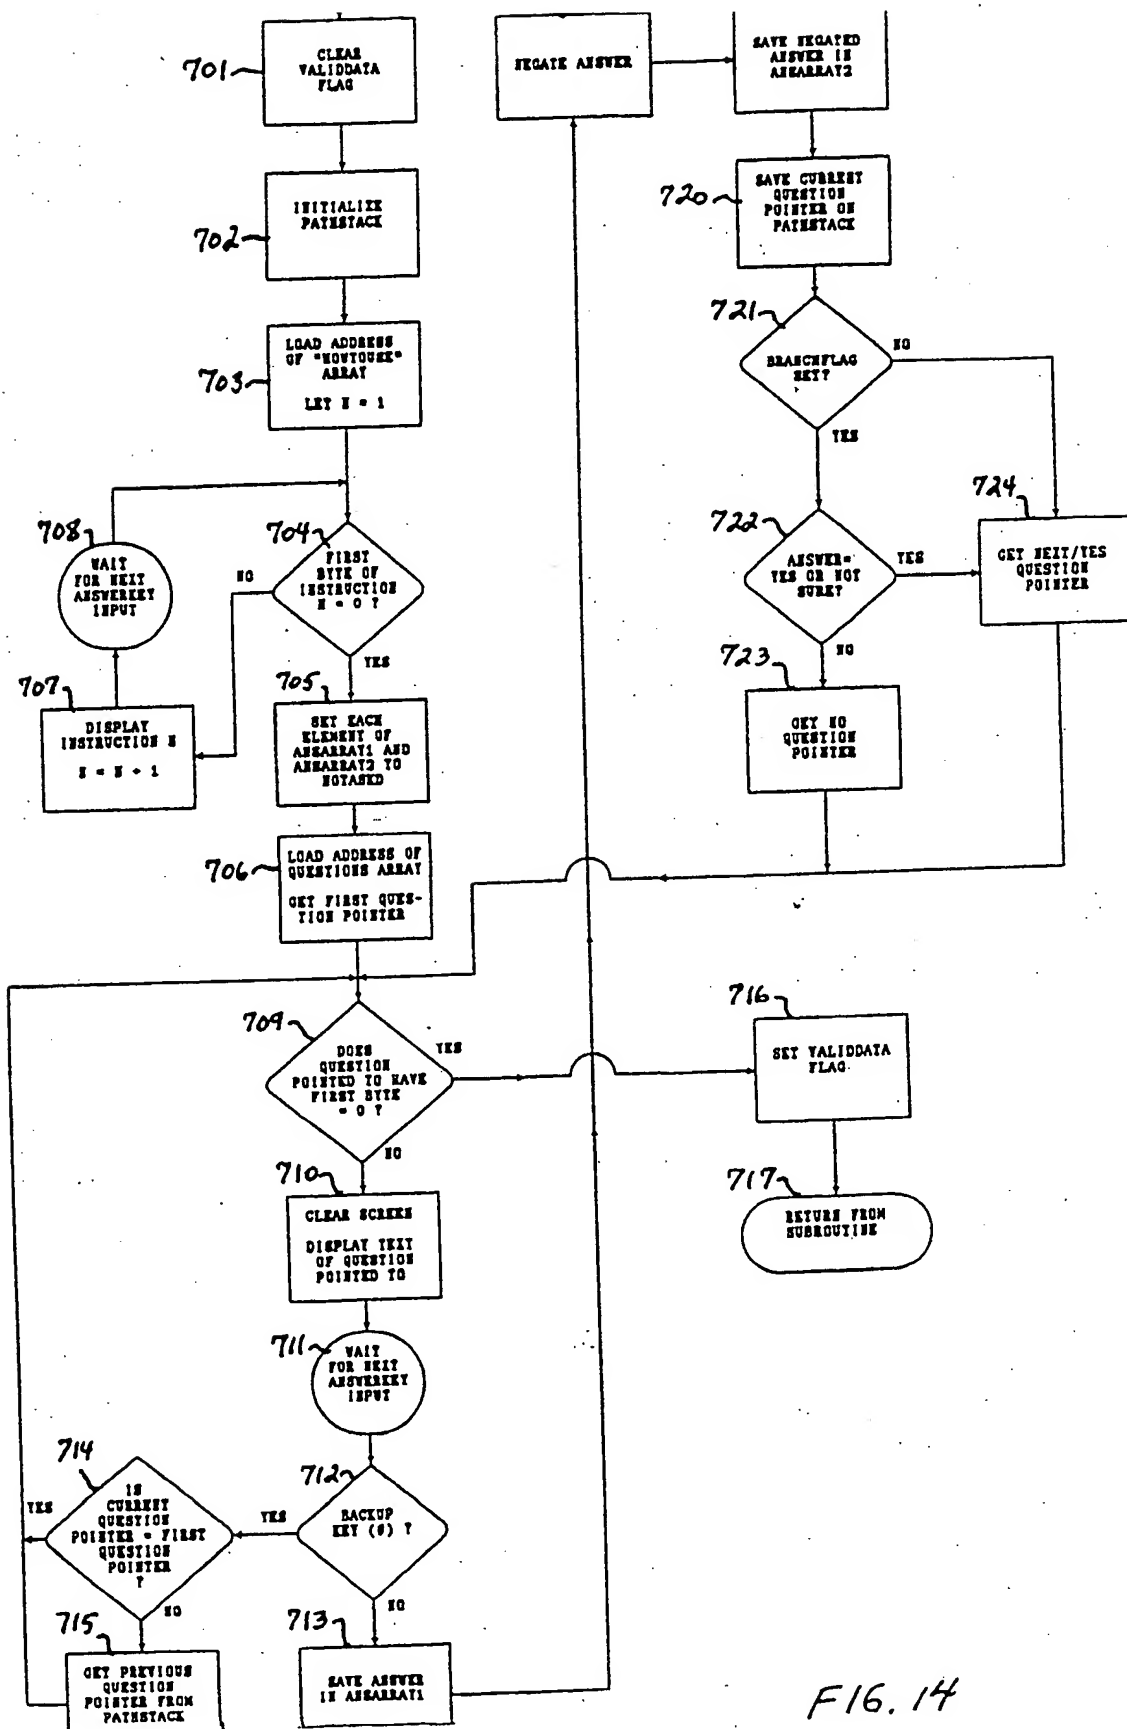 701
CLEAR
VALIDDATA
FLAG
702
INITIALIZE
PATHSTACK
703
LOAD ADDRESS
OF "HOWTOUSE"
ARRAY
LET N = 1
708
WAIT
FOR NEXT
ANSWERKEY
INPUT
704
FIRST
BYTE OF
INSTRUCTION
N = 0 ?
NO
YES
707
DISPLAY
INSTRUCTION N
N = N + 1
705
SET EACH
ELEMENT OF
ANSARRAY1 AND
ANSARRAY2 TO
NOTASKED
706
LOAD ADDRESS OF
QUESTIONS ARRAY
GET FIRST QUES-
TION POINTER
709
DOES
QUESTION
POINTED TO HAVE
FIRST BYTE
= 0 ?
YES
NO
710
CLEAR SCREEN
DISPLAY TEXT
OF QUESTION
POINTED TO
711
WAIT
FOR NEXT
ANSWERKEY
INPUT
712
BACKUP
KEY (#) ?
YES
NO
714
IS
CURRENT
QUESTION
POINTER = FIRST
QUESTION
POINTER
?
YES
NO
715
GET PREVIOUS
QUESTION
POINTER FROM
PATHSTACK
713
SAVE ANSWER
IN ANSARRAY1
NEGATE ANSWER
SAVE NEGATED
ANSWER IN
ANSARRAY2
720
SAVE CURRENT
QUESTION
POINTER ON
PATHSTACK
721
BRANCHFLAG
SET?
NO
YES
722
ANSWER=
YES OR NOT
SURE?
YES
NO
724
GET NEXT/YES
QUESTION
POINTER
723
GET NO
QUESTION
POINTER
716
SET VALIDDATA
FLAG
717
RETURN FROM
SUBROUTINE
FIG. 14